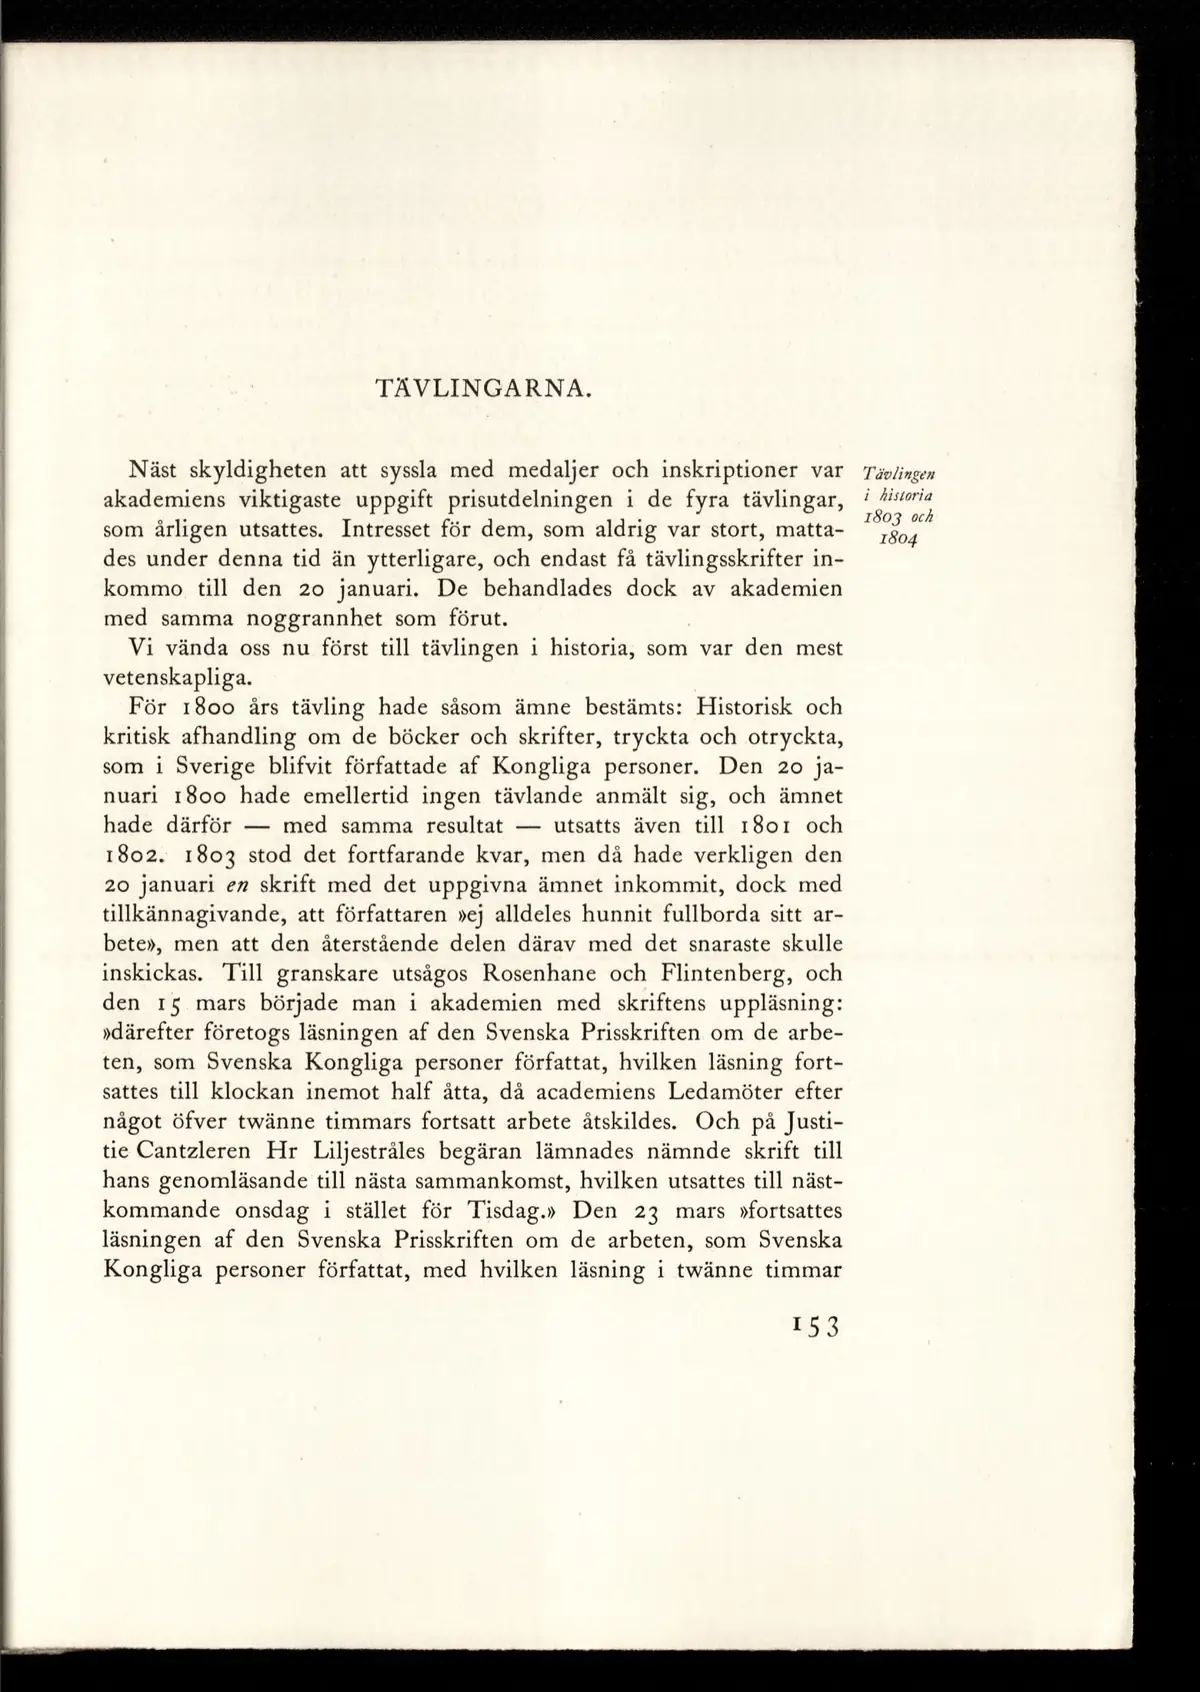 TÄVLINGARNA.
Näst skyldigheten att syssla med medaljer och inskriptioner var
akademiens viktigaste uppgift prisutdelningen i de fyra tävlingar,
som årligen utsattes. Intresset för dem, som aldrig var stort, matta-
des under denna tid än ytterligare, och endast få tävlingsskrifter in-
kommo till den 20 januari. De behandlades dock av akademien
med samma noggrannhet som förut.
Tävlingen
i historia
1803 och
1804
Vi vända oss nu först till tävlingen i historia, som var den mest
vetenskapliga.
För 1800 års tävling hade såsom ämne bestämts: Historisk och
kritisk afhandling om de böcker och skrifter, tryckta och otryckta,
som i Sverige blifvit författade af Kongliga personer. Den 20 ja-
nuari 1800 hade emellertid ingen tävlande anmält sig, och ämnet
hade därför — med samma resultat — utsatts även till 1801 och
1802. 1803 stod det fortfarande kvar, men då hade verkligen den
20 januari en skrift med det uppgivna ämnet inkommit, dock med
tillkännagivande, att författaren »ej alldeles hunnit fullborda sitt ar-
bete», men att den återstående delen därav med det snaraste skulle
inskickas. Till granskare utsågos Rosenhane och Flintenberg, och
den 15 mars började man i akademien med skriftens uppläsning:
»därefter företogs läsningen af den Svenska Prisskriften om de arbe-
ten, som Svenska Kongliga personer författat, hvilken läsning fort-
sattes till klockan inemot half åtta, då academiens Ledamöter efter
något öfver twänne timmars fortsatt arbete åtskildes. Och på Justi-
tie Cantzleren Hr Liljestråles begäran lämnades nämnde skrift till
hans genomläsande till nästa sammankomst, hvilken utsattes till näst-
kommande onsdag i stället för Tisdag.» Den 23 mars »fortsattes
läsningen af den Svenska Prisskriften om de arbeten, som Svenska
Kongliga personer författat, med hvilken läsning i twänne timmar
153